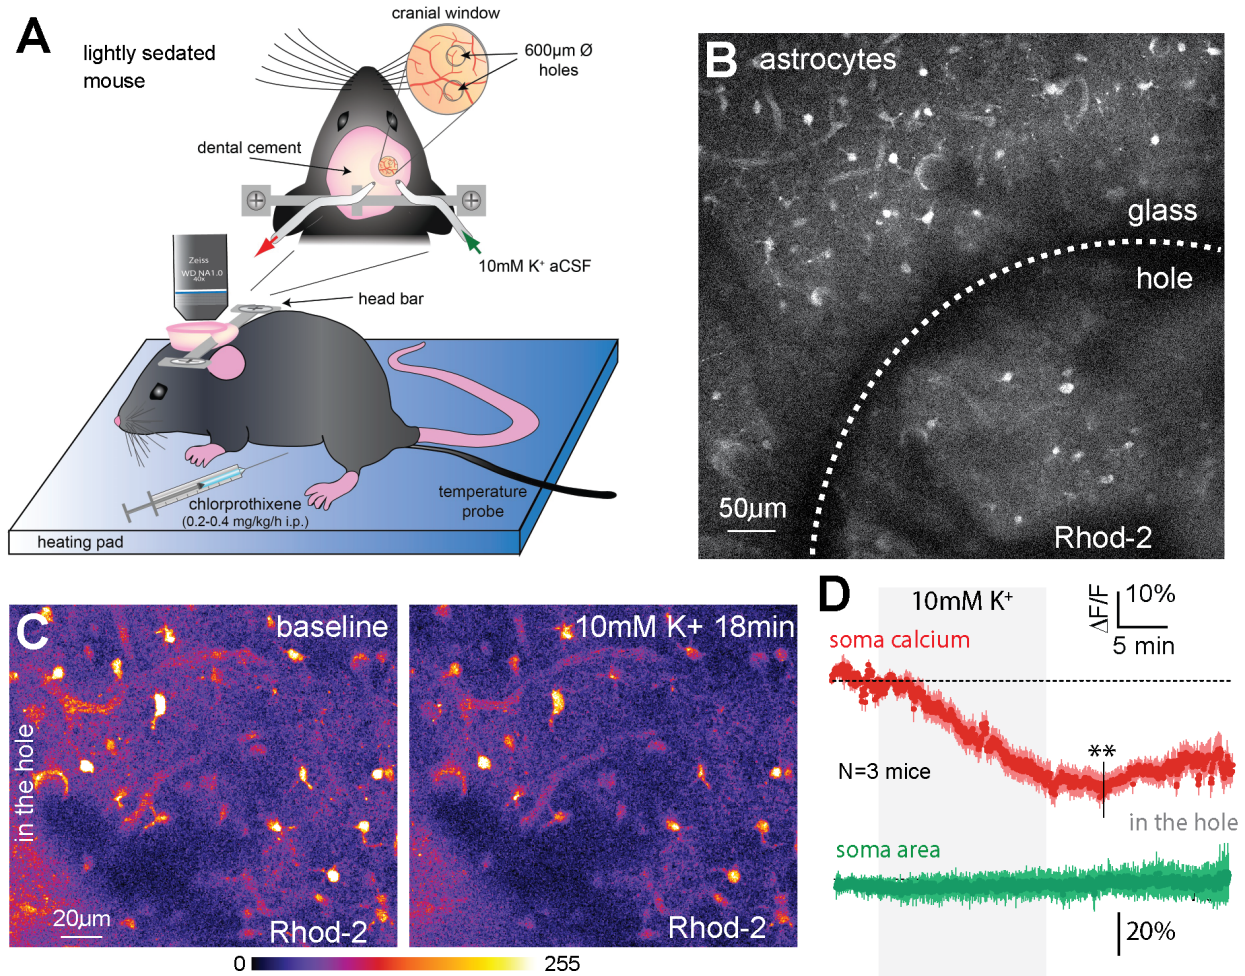 A
lightly sedated
mouse
cranial window
600µm Ø
holes
dental cement
10mM K⁺ aCSF
Zeiss
WD NA1.0
40x
head bar
chlorprothixene
(0.2-0.4 mg/kg/h i.p.)
temperature
probe
heating pad
B
astrocytes
glass
hole
50µm
Rhod-2
C
baseline
in the hole
20µm
Rhod-2
10mM K+ 18min
Rhod-2
0
255
D
10mM K⁺
ΔF/F
10%
5 min
soma calcium
**
N=3 mice
in the hole
soma area
20%